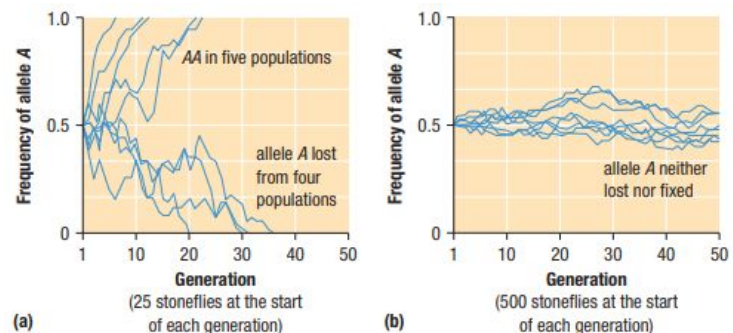 Frequency of allele A
1.0
0.5
0
AA in five populations
allele A lost
from four
populations
1 10 20 30 40 50
Generation
(25 stoneflies at the start
of each generation)
(a)
Frequency of allele A
1.0
0.5
0
allele A neither
lost nor fixed
1 10 20 30 40 50
Generation
(500 stoneflies at the start
of each generation)
(b)